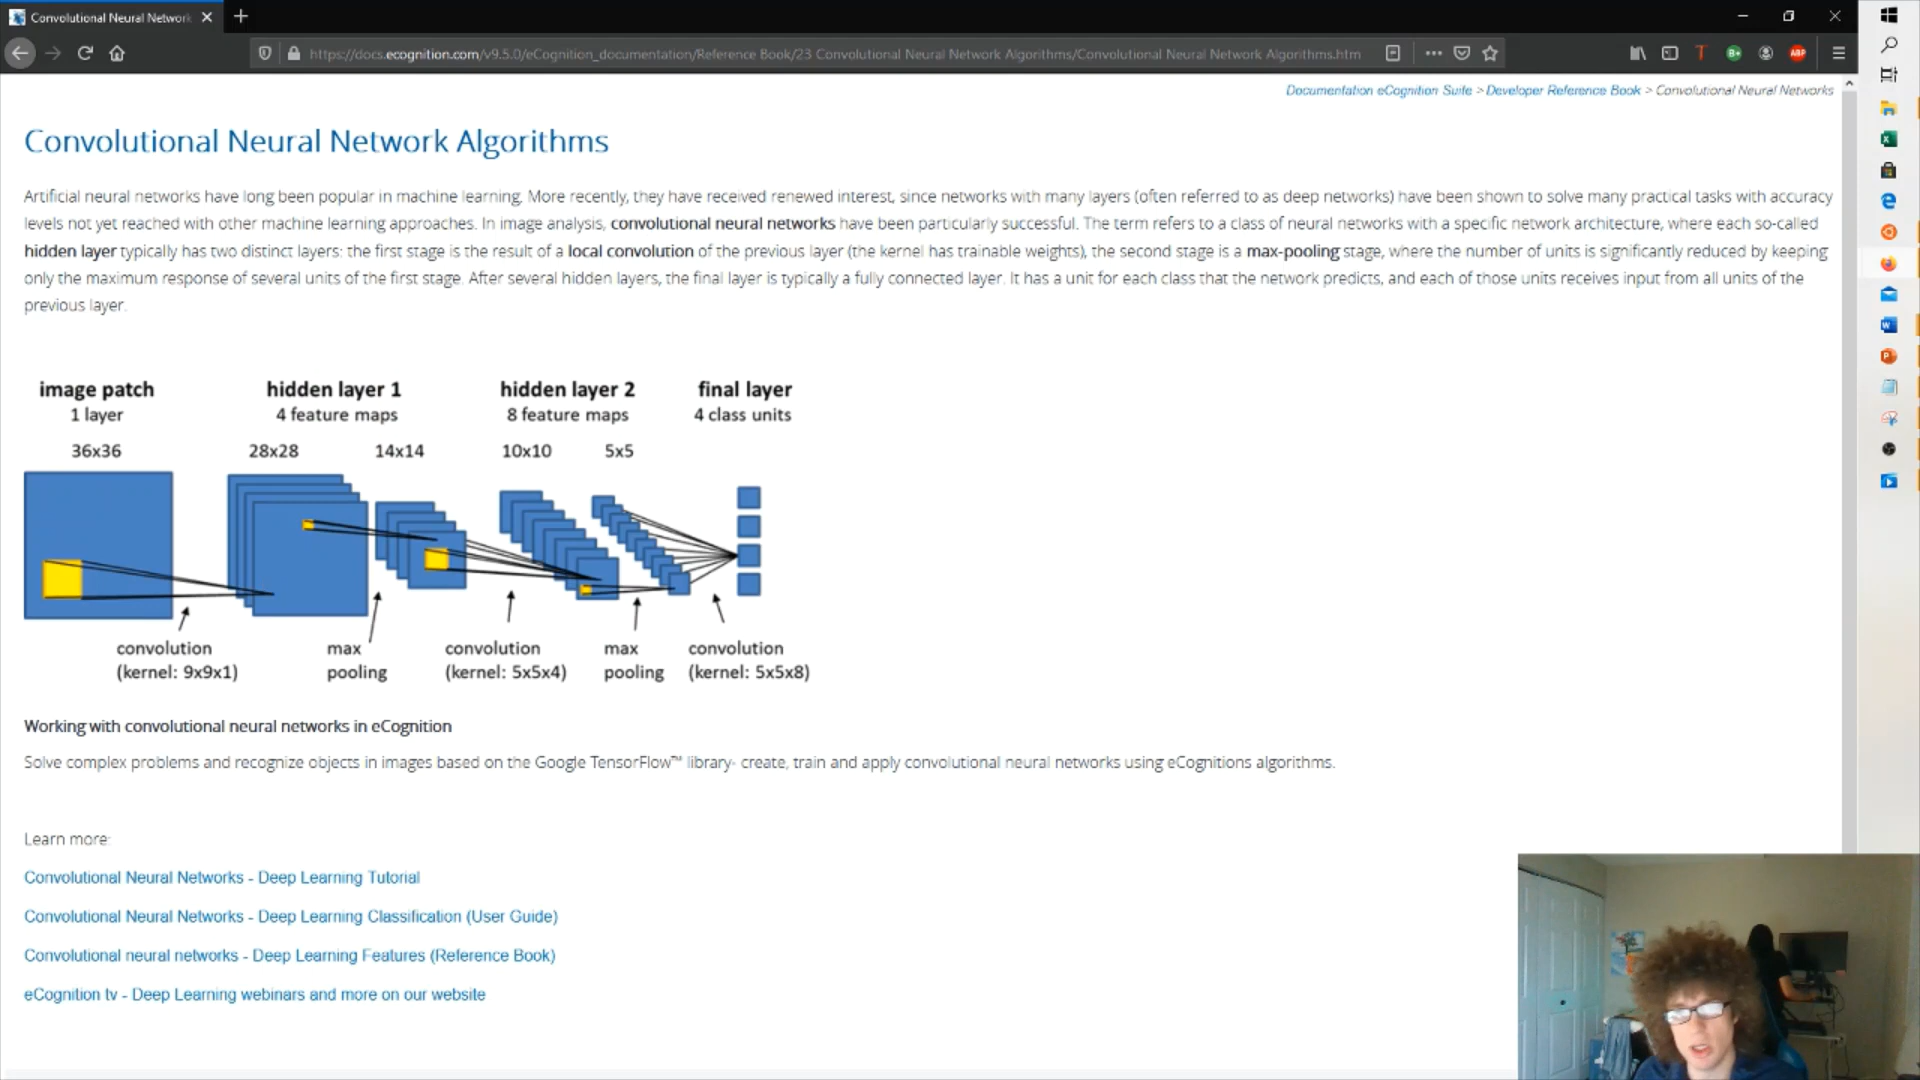 Convolutional Neural Network
https://docs.ecognition.com/v9.5.0/eCognition_documentation/Reference Book/23 Convolutional Neural Network Algorithms/Convolutional Neural Network Algorithms.htm
Documentation eCognition Suite > Developer Reference Book > Convolutional Neural Networks
Convolutional Neural Network Algorithms
Artificial neural networks have long been popular in machine learning. More recently, they have received renewed interest, since networks with many layers (often referred to as deep networks) have been shown to solve many practical tasks with accuracy
levels not yet reached with other machine learning approaches. In image analysis, convolutional neural networks have been particularly successful. The term refers to a class of neural networks with a specific network architecture, where each so-called
hidden layer typically has two distinct layers: the first stage is the result of a local convolution of the previous layer (the kernel has trainable weights), the second stage is a max-pooling stage, where the number of units is significantly reduced by keeping
only the maximum response of several units of the first stage. After several hidden layers, the final layer is typically a fully connected layer. It has a unit for each class that the network predicts, and each of those units receives input from all units of the
previous layer.
image patch hidden layer 1 hidden layer 2 final layer
1 layer 4 feature maps 8 feature maps 4 class units
36x36 28x28 14x14 10x10 5x5
convolution max convolution max convolution
(kernel: 9x9x1) pooling (kernel: 5x5x4) pooling (kernel: 5x5x8)
Working with convolutional neural networks in eCognition
Solve complex problems and recognize objects in images based on the Google TensorFlow™ library- create, train and apply convolutional neural networks using eCognitions algorithms.
Learn more:
Convolutional Neural Networks - Deep Learning Tutorial
Convolutional Neural Networks - Deep Learning Classification (User Guide)
Convolutional neural networks - Deep Learning Features (Reference Book)
eCognition tv - Deep Learning webinars and more on our website